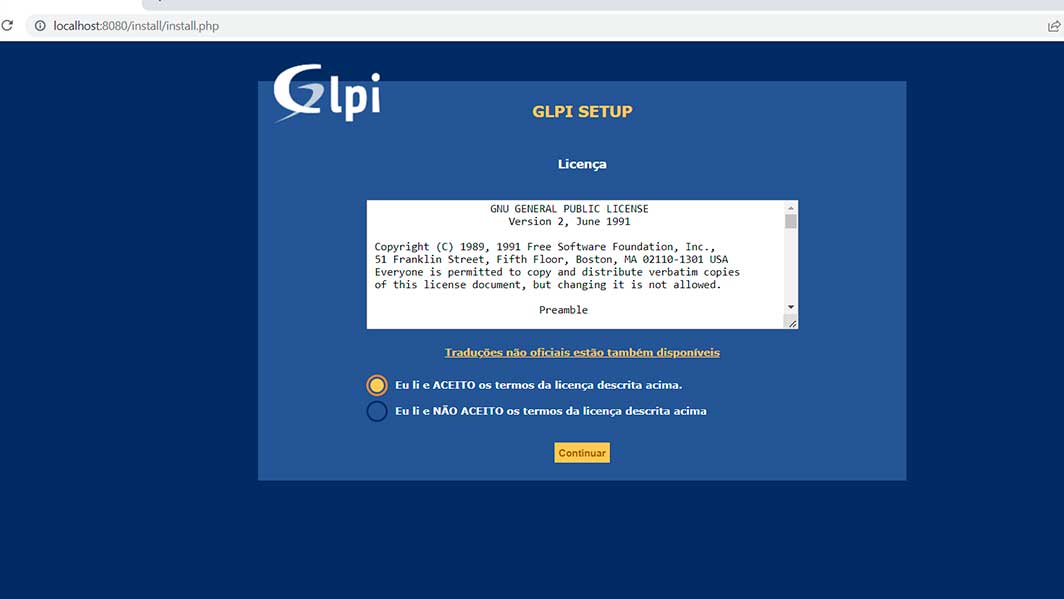 localhost:8080/install/install.php
Glpi
GLPI SETUP
Licença
GNU GENERAL PUBLIC LICENSE
Version 2, June 1991
Copyright (C) 1989, 1991 Free Software Foundation, Inc.,
51 Franklin Street, Fifth Floor, Boston, MA 02110-1301 USA
Everyone is permitted to copy and distribute verbatim copies
of this license document, but changing it is not allowed.
Preamble
Traduções não oficiais estão também disponíveis
Eu li e ACEITO os termos da licença descrita acima.
Eu li e NÃO ACEITO os termos da licença descrita acima
Continuar